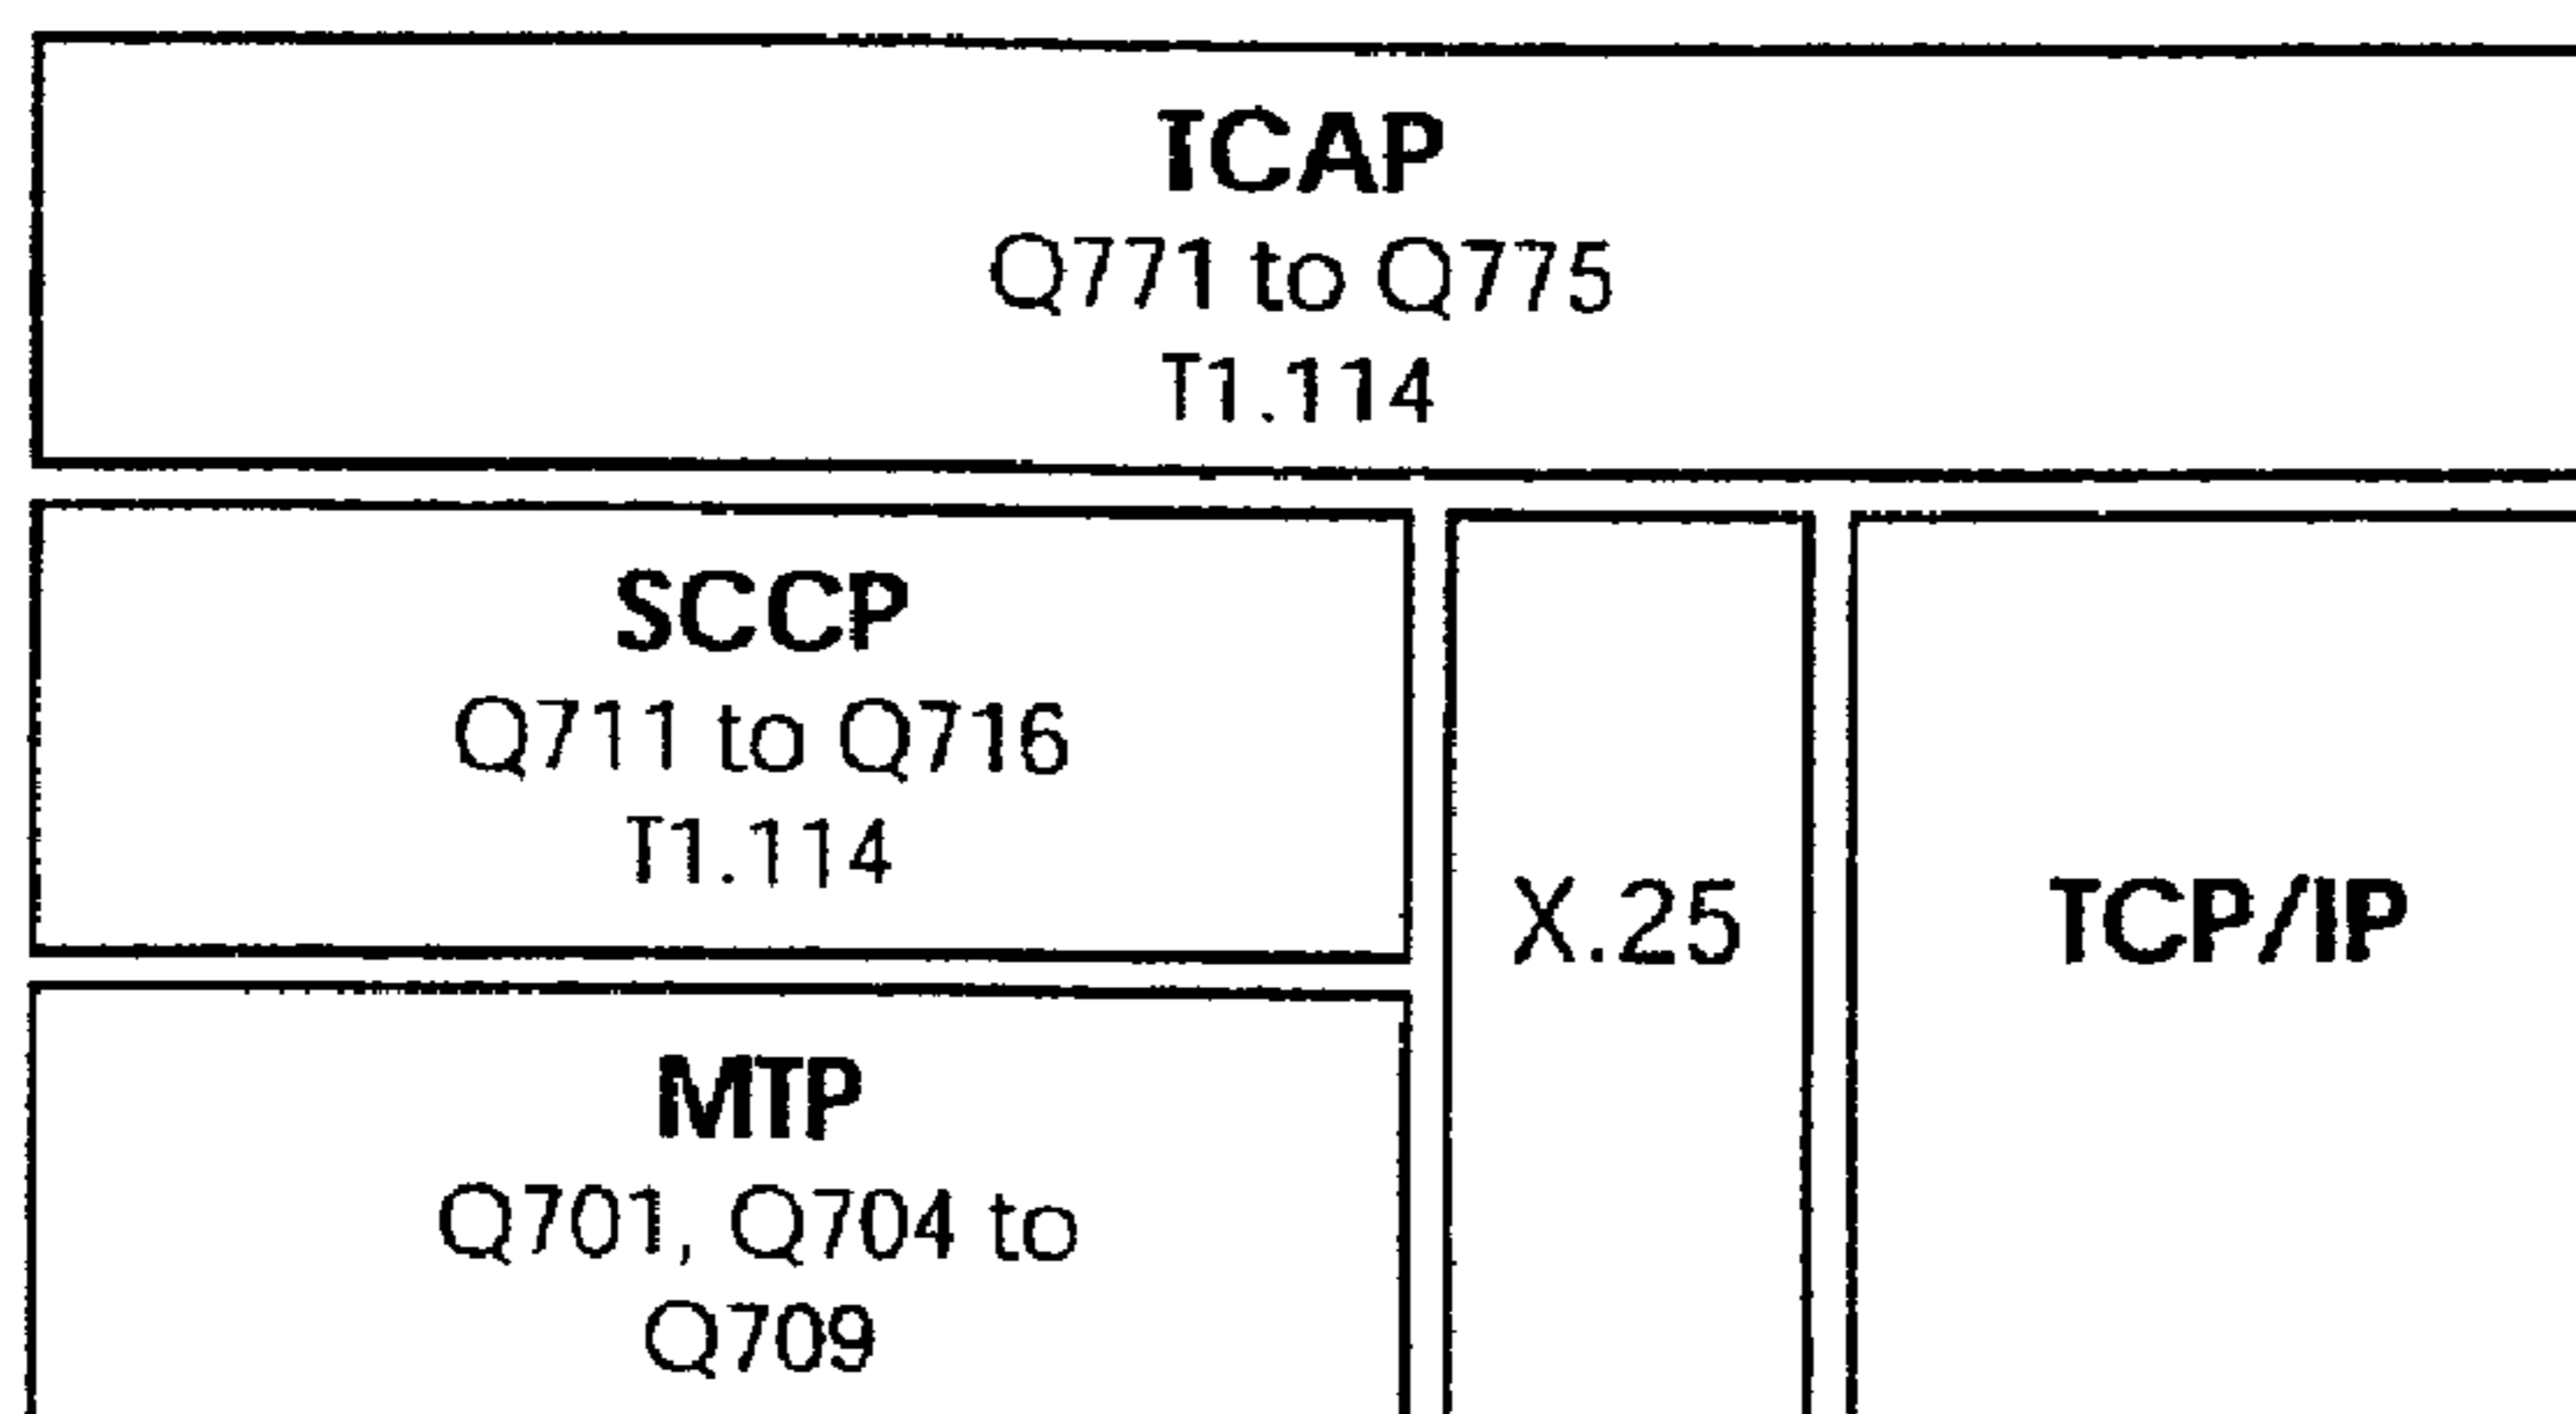 TCAP
Q771 to Q775
T1.114
SCCP
Q711 to Q716
T1.114
X.25
TCP/IP
MTP
Q701, Q704 to
Q709